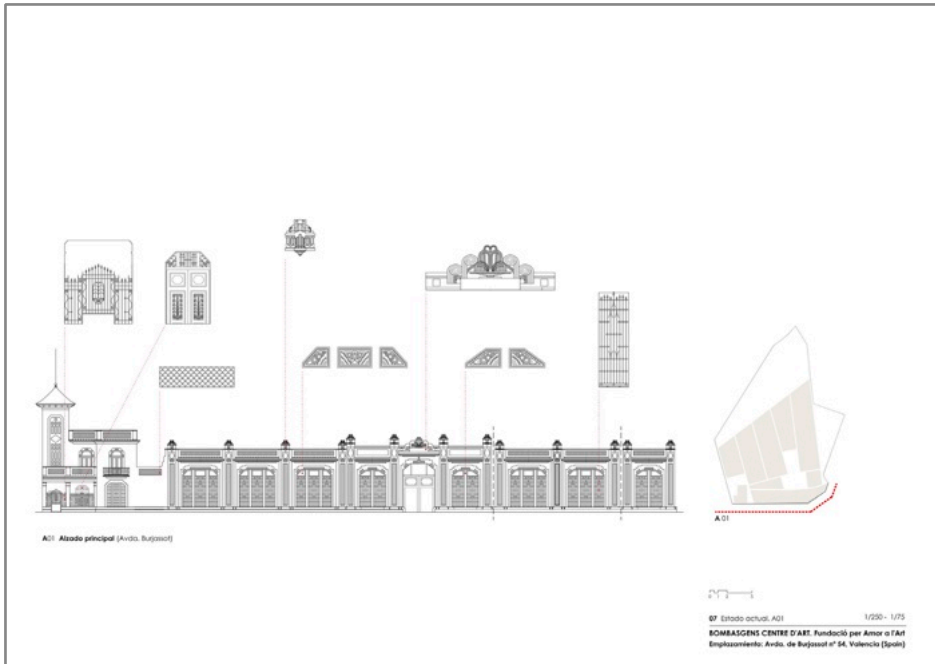 A 01
A01 Alzado principal (Avda. Burjassot)
07 Estado actual. A01 1/250 - 1/75
BOMBASGENS CENTRE D'ART. Fundació per Amor a l'Art
Emplazamiento: Avda. de Burjassot nº 54, Valencia (Spain)